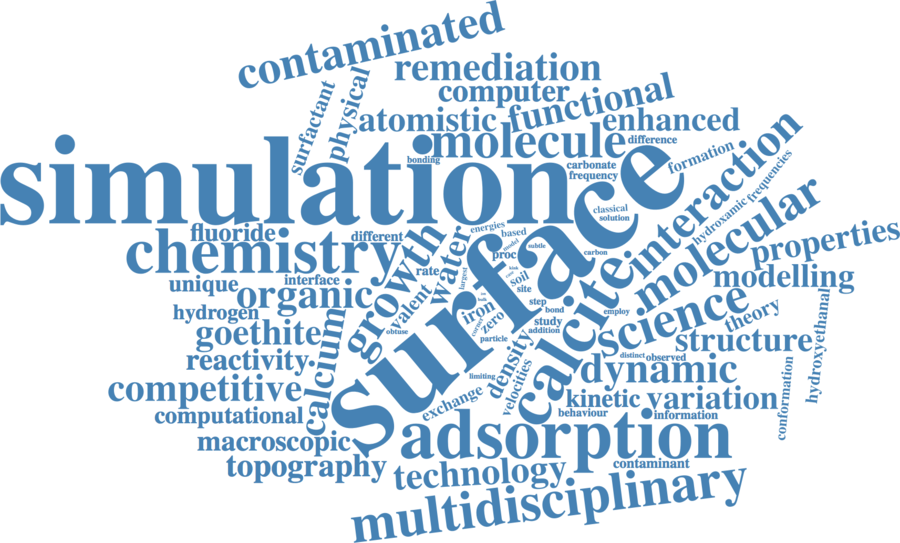 contaminated
remediation
computer
surfactant
physical
atomistic
functional
molecule
enhanced
difference
simulation
bonding
carbonate
frequency
formation
interaction
surface
classical
solution
hydroxamic
frequencies
fluoride
chemistry
different
growth
water
energies
based
model
subtle
carbon
proc
molecular
properties
modelling
unique
interface
organic
rate
largest
valent
soil
site
calcite
science
theory
hydrogen
goethite
obtuse
iron
zero
step
bond
employ
study
addition
corner
particle
structure
hydroxyethanal
reactivity
calcium
density
distinct
observed
dynamic
competitive
limiting
velocities
exchange
kinetic
variation
conformation
computational
behaviour
information
macroscopic
adsorption
topography
technology
contaminant
multidisciplinary